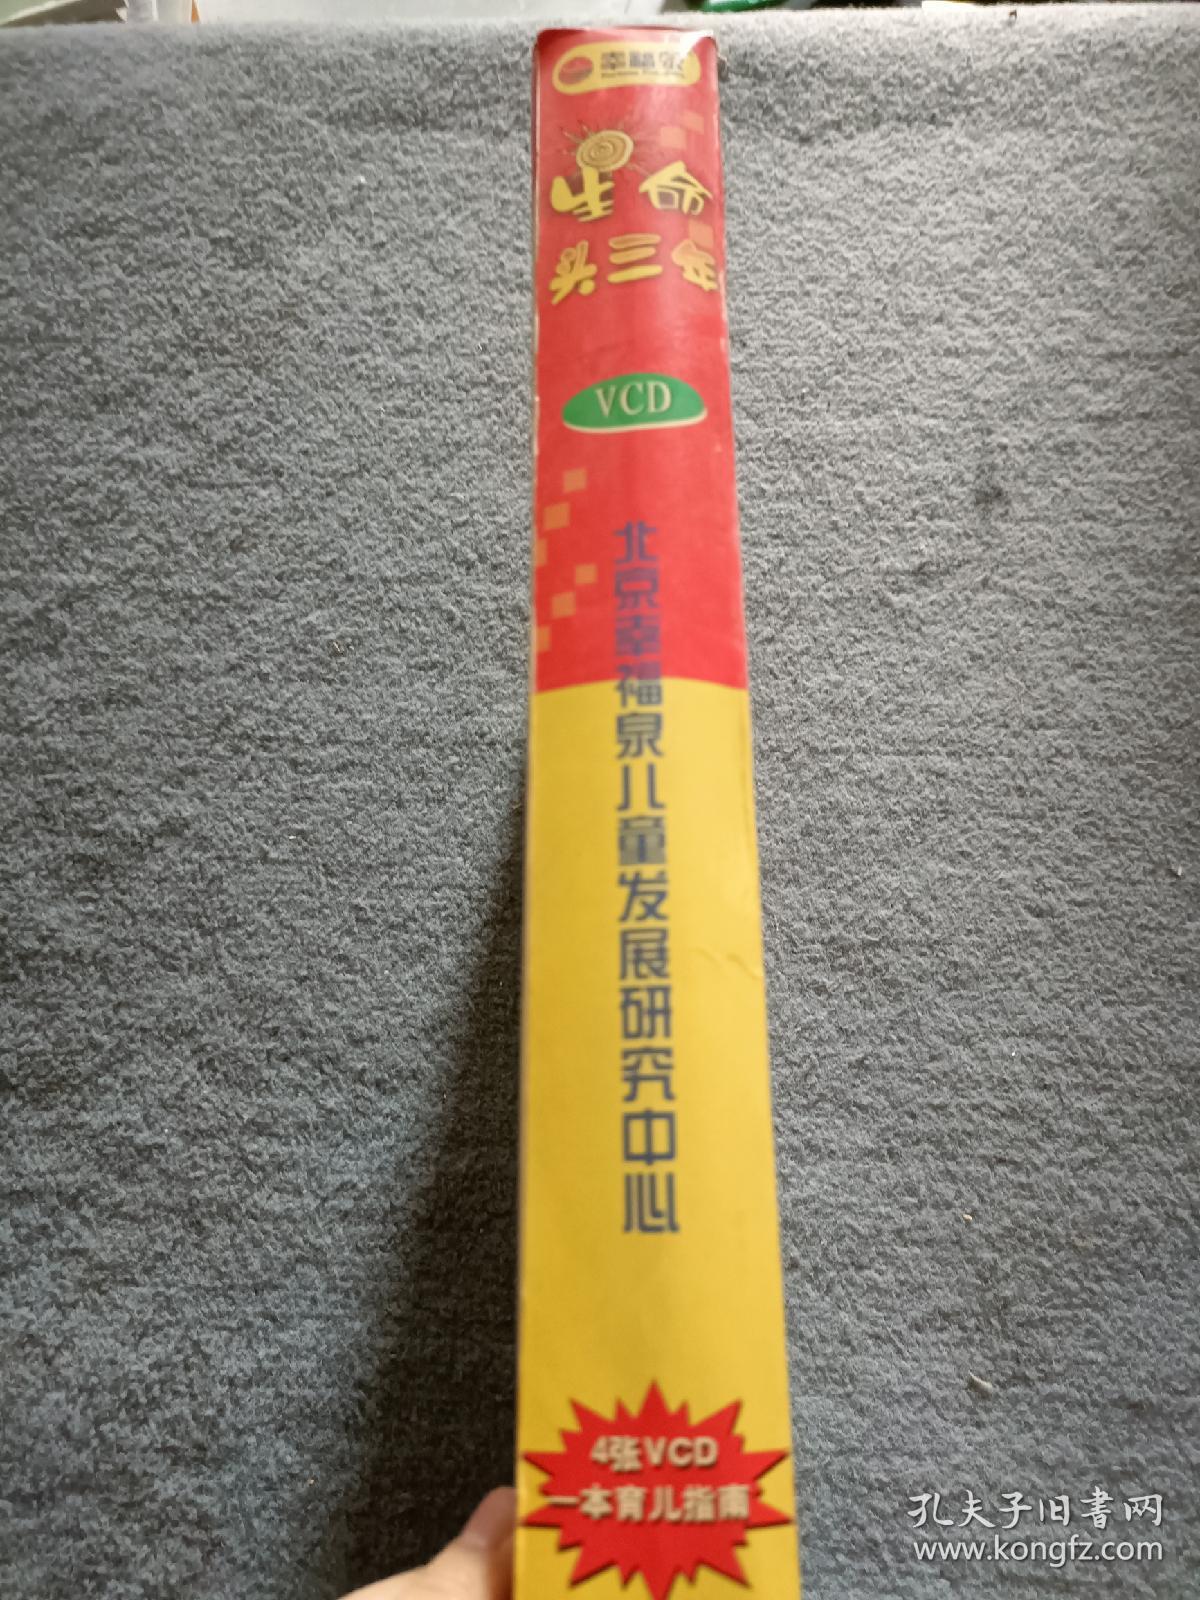 幸福泉
生命
头三年
VCD
北京幸福泉儿童发展研究中心
4张VCD
一本育儿指南
孔夫子旧书网
www.kongfz.com